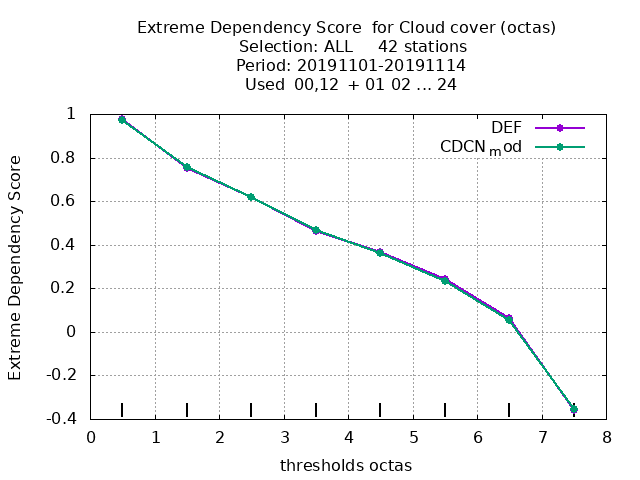 Extreme Dependency Score  for Cloud cover (octas)
Selection: ALL     42 stations
Period: 20191101-20191114
Used  00,12  + 01 02 ... 24
DEF
CDCNmod
1
0.8
0.6
0.4
0.2
0
-0.2
-0.4
Extreme Dependency Score
0 1 2 3 4 5 6 7 8
thresholds octas